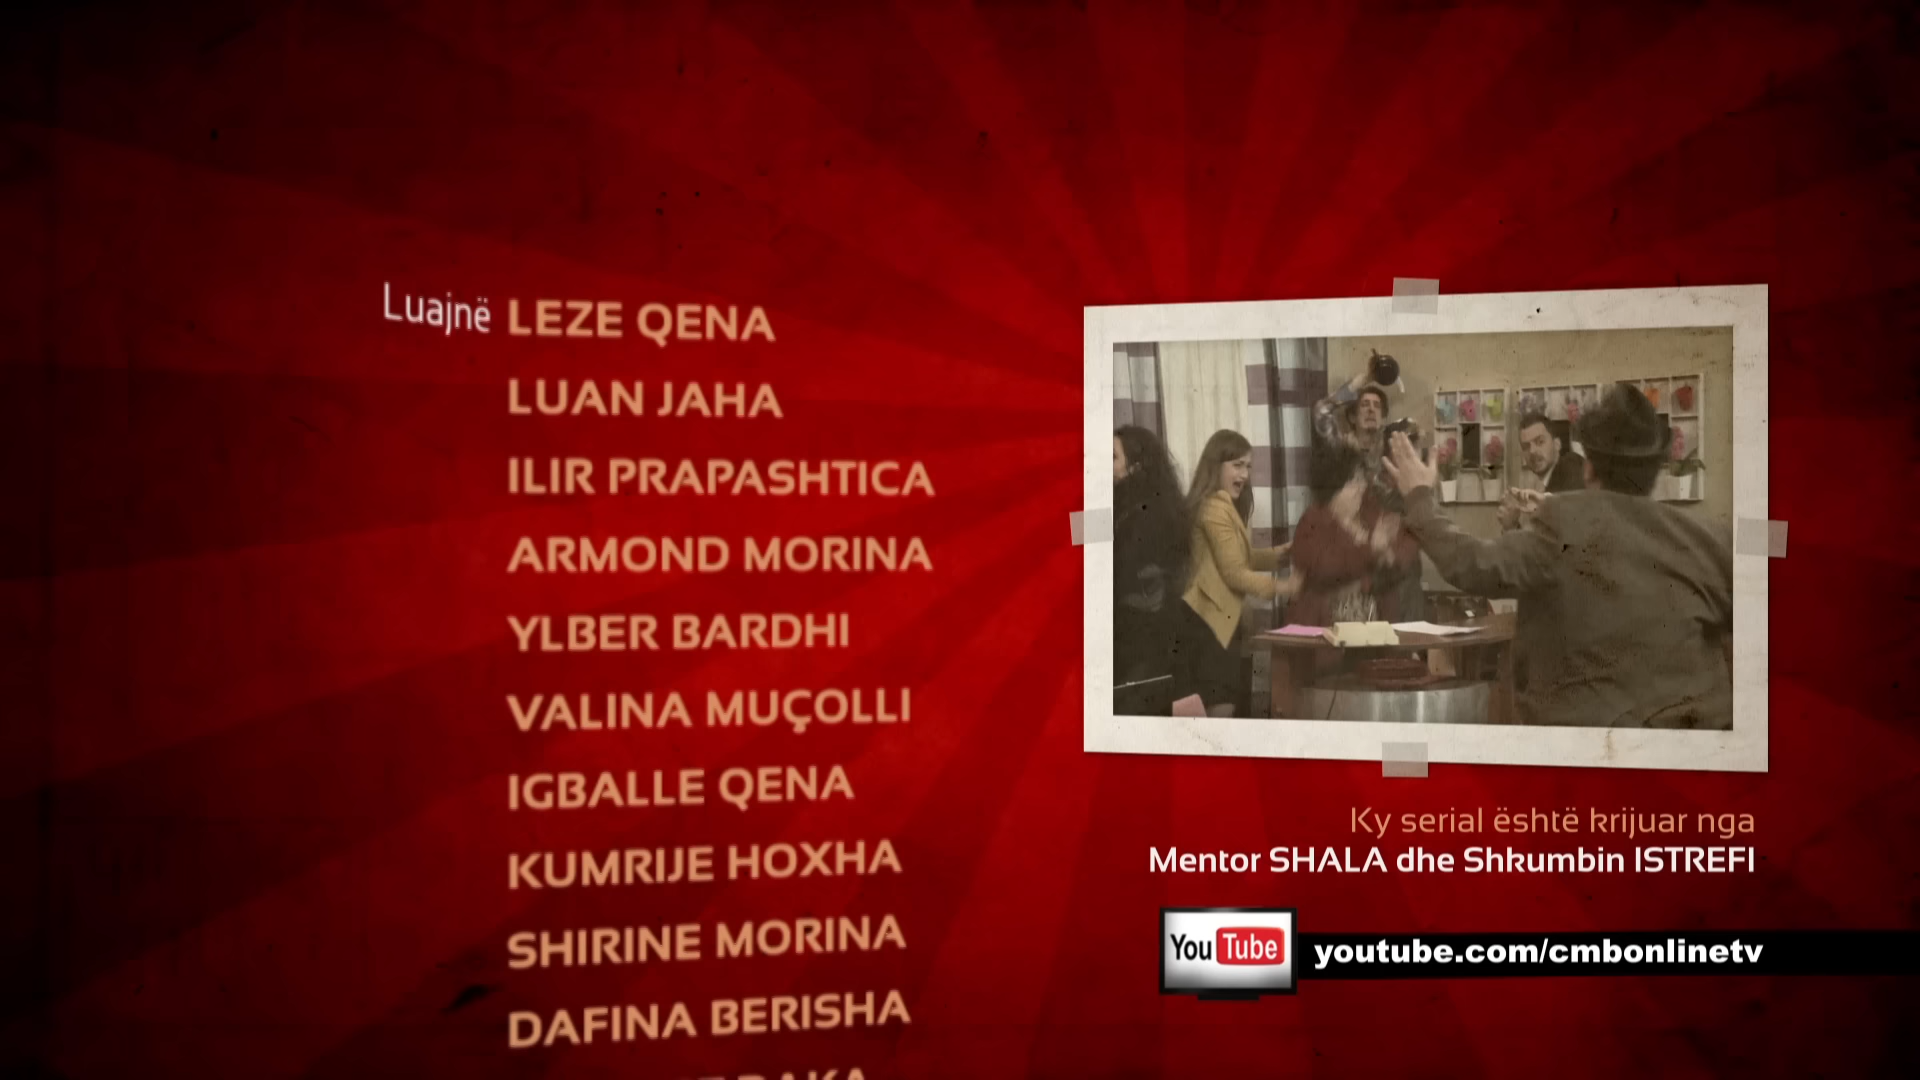 Luajnë LEZE QENA
LUAN JAHA
ILIR PRAPASHTICA
ARMOND MORINA
YLBER BARDHI
VALINA MUÇOLLI
IGBALLE QENA
KUMRIJE HOXHA
SHIRINE MORINA
DAFINA BERISHA
Ky serial është krijuar nga
Mentor SHALA dhe Shkumbin ISTREFI
YouTube youtube.com/cmbonlinetv